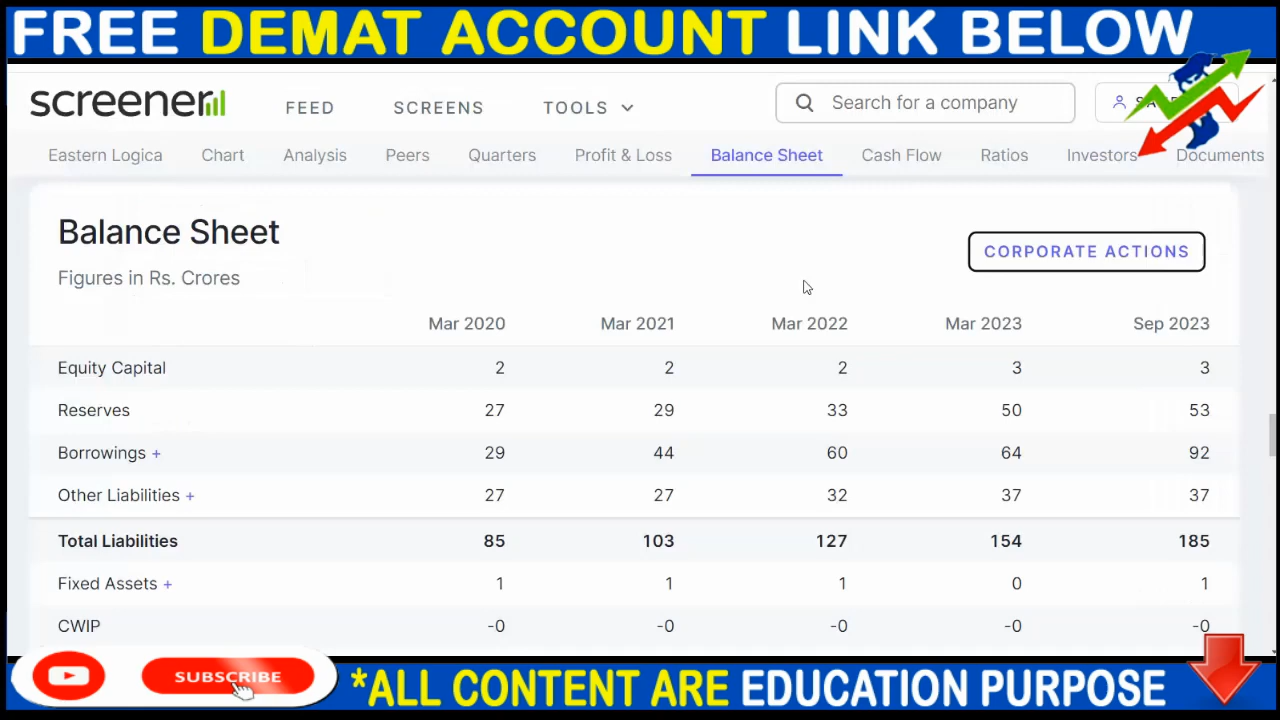 FREE DEMAT ACCOUNT LINK BELOW
screener FEED SCREENS TOOLS Search for a company
Eastern Logica Chart Analysis Peers Quarters Profit & Loss Balance Sheet Cash Flow Ratios Investors Documents
Balance Sheet
CORPORATE ACTIONS
Figures in Rs. Crores
Mar 2020 Mar 2021 Mar 2022 Mar 2023 Sep 2023
Equity Capital 2 2 2 3 3
Reserves 27 29 33 50 53
Borrowings + 29 44 60 64 92
Other Liabilities + 27 27 32 37 37
Total Liabilities 85 103 127 154 185
Fixed Assets + 1 1 1 0 1
CWIP -0 -0 -0 -0 -0
SUBSCRIBE
*ALL CONTENT ARE EDUCATION PURPOSE